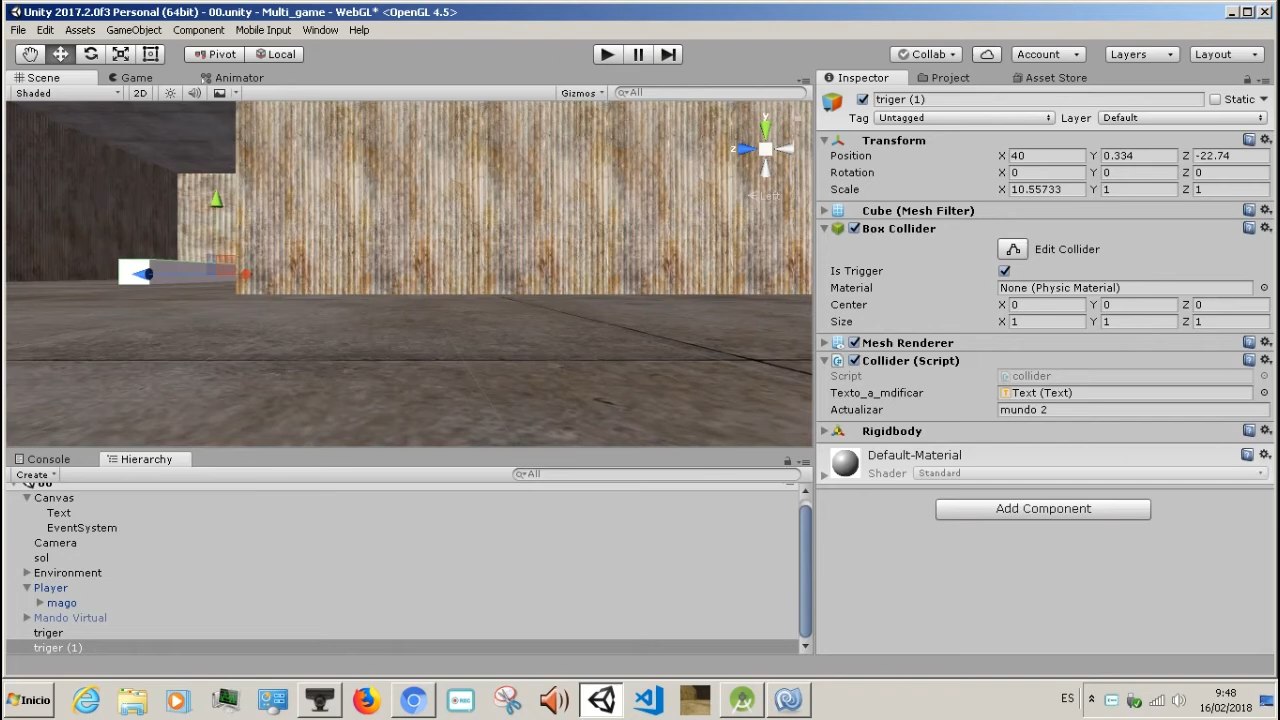 Unity 2017.2.0f3 Personal (64bit) - 00.unity - Multi_game - WebGL* <OpenGL 4.5>
File Edit Assets GameObject Component Mobile Input Window Help
Pivot Local Collab Account Layers Layout
Scene Game Animator
Shaded 2D Gizmos All
y
z
Left
Console Hierarchy
Create All
00
Canvas
Text
EventSystem
Camera
sol
Environment
Player
mago
Mando Virtual
triger
triger (1)
Inspector Project Asset Store
triger (1) Static
Tag Untagged Layer Default
Transform
Position X 40 Y 0.334 Z -22.74
Rotation X 0 Y 0 Z 0
Scale X 10.55733 Y 1 Z 1
Cube (Mesh Filter)
Box Collider
Edit Collider
Is Trigger
Material None (Physic Material)
Center X 0 Y 0 Z 0
Size X 1 Y 1 Z 1
Mesh Renderer
Collider (Script)
Script collider
Texto_a_mdificar Text (Text)
Actualizar mundo 2
Rigidbody
Default-Material
Shader Standard
Add Component
Inicio REC ES 9:48
16/02/2018